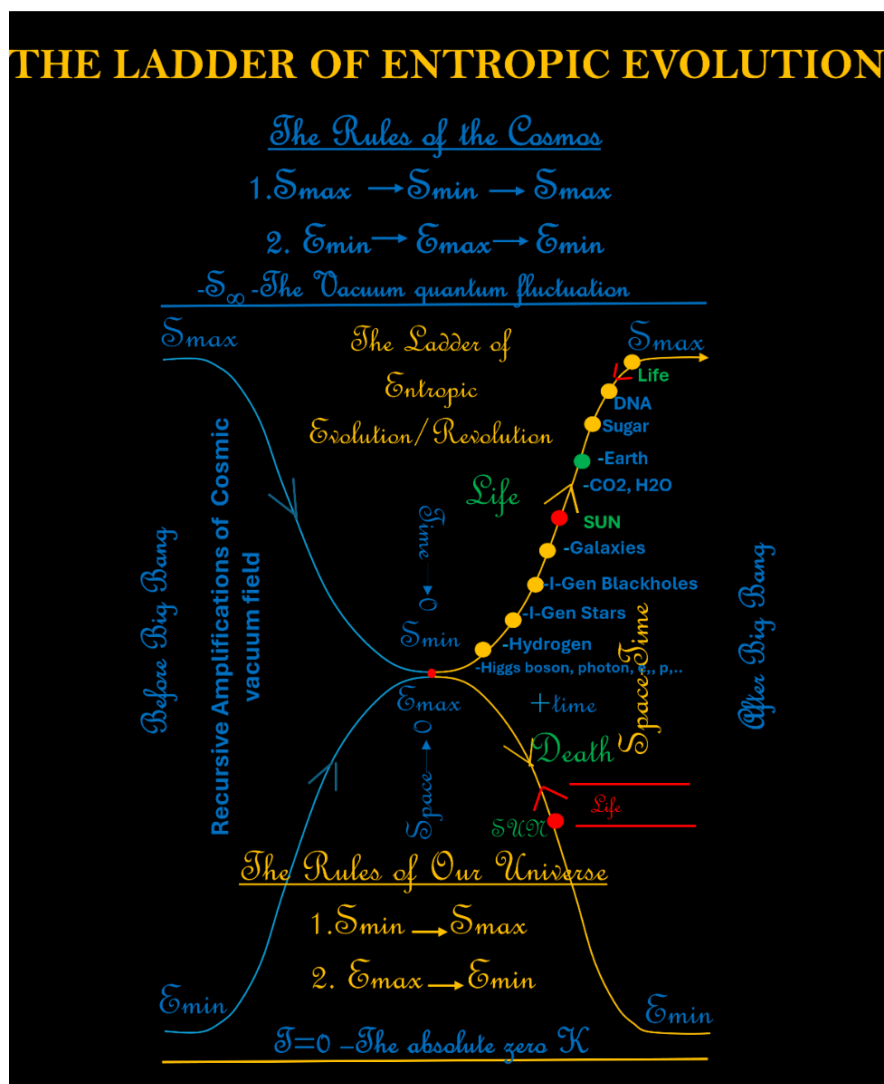 THE LADDER OF ENTROPIC EVOLUTION
The Rules of the Cosmos
1.Smax → Smin → Smax
2. Emin → Emax → Emin
-S∞ -The Vacuum quantum fluctuation
Smax
The Ladder of
Entropic
Evolution/Revolution
Smax
Life
DNA
Sugar
-Earth
-CO2, H2O
Life
SUN
-Galaxies
-I-Gen Blackholes
-I-Gen Stars
-Hydrogen
-Higgs boson, photon, e,, p,..
Before Big Bang
Recursive Amplifications of Cosmic
vacuum field
Time → 0
Smin
Emax
Space → 0
+time
Space-Time
After Big Bang
Death
Life
SUN
The Rules of Our Universe
1.Smin → Smax
2. Emax → Emin
Emin
Emin
T=0 –The absolute zero K